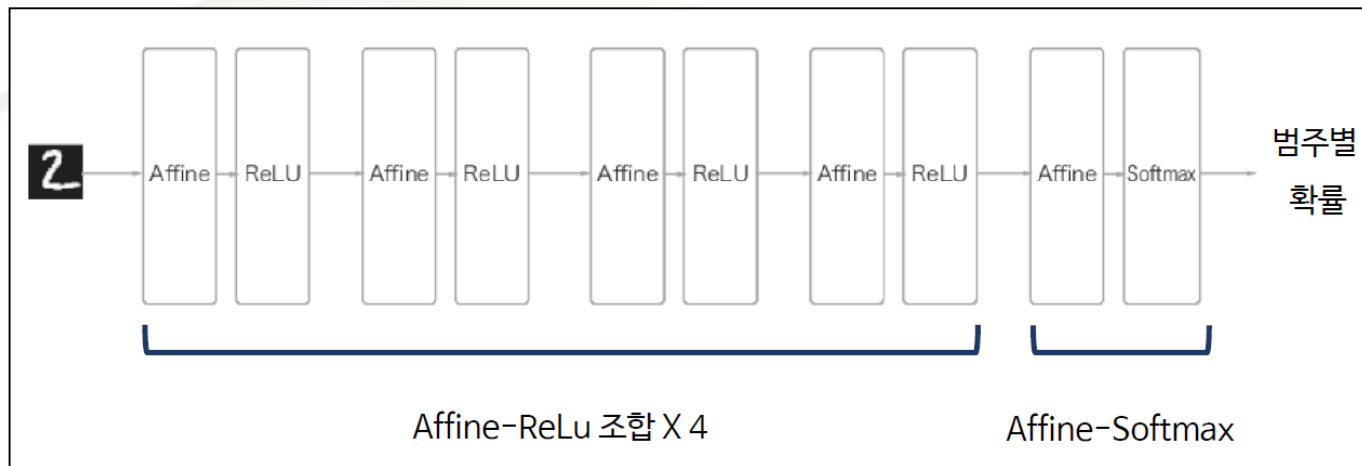 2 Affine ReLU Affine ReLU Affine ReLU Affine ReLU Affine Softmax 범주별
확률
Affine-ReLu 조합 X 4 Affine-Softmax